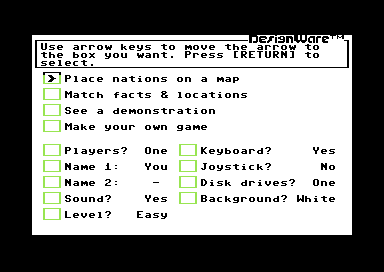 DesignWare™
Use arrow keys to move the arrow to
the box you want. Press [RETURN] to
select.
Place nations on a map
Match facts & locations
See a demonstration
Make your own game
Players? One Keyboard? Yes
Name 1: You Joystick? No
Name 2: - Disk drives? One
Sound? Yes Background? White
Level? Easy